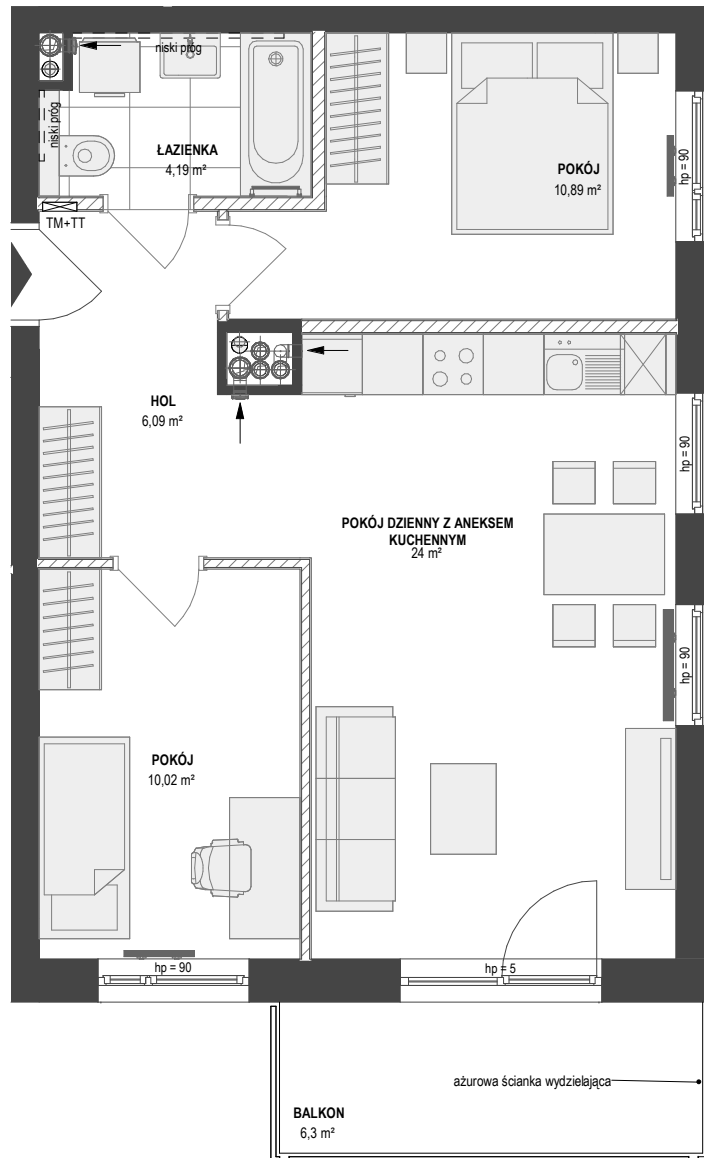 niski próg
niski próg
ŁAZIENKA
4,19 m²
POKÓJ
10,89 m²
hp = 90
TM+TT
HOL
6,09 m²
hp = 90
POKÓJ DZIENNY Z ANEKSEM
KUCHENNYM
24 m²
hp = 90
POKÓJ
10,02 m²
hp = 90
hp = 5
ażurowa ścianka wydzielająca
BALKON
6,3 m²